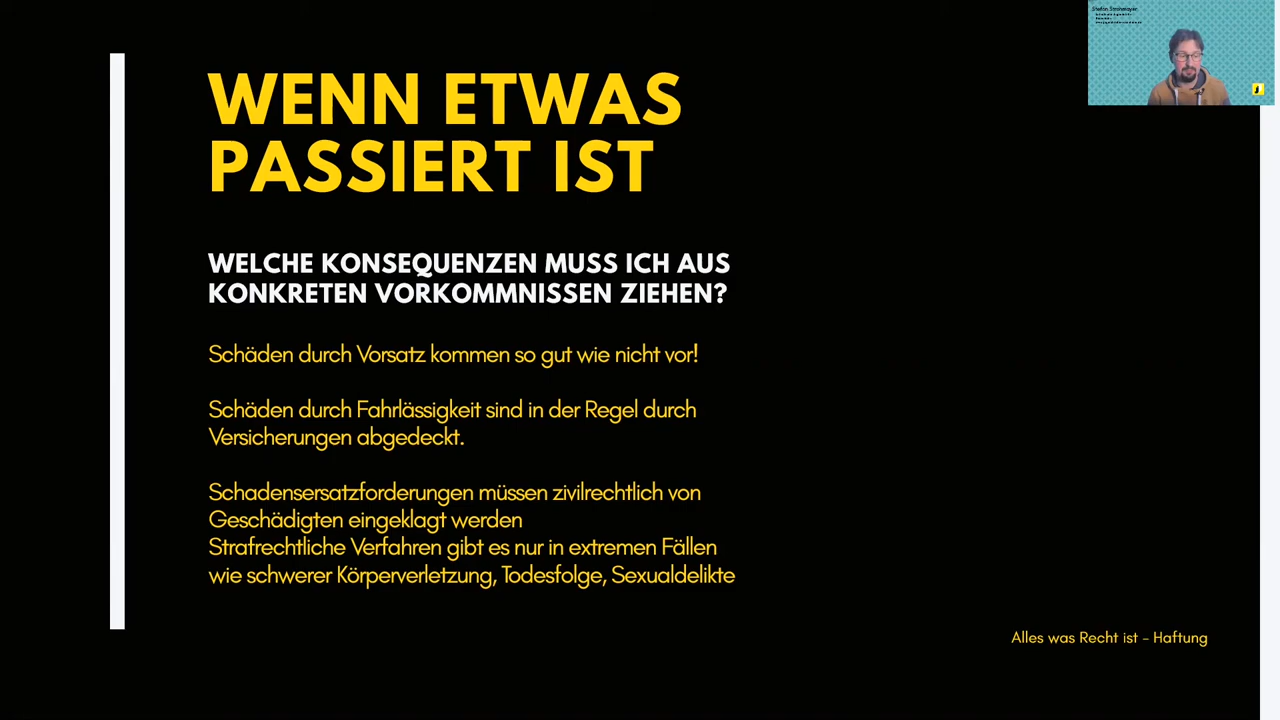 WENN ETWAS
PASSIERT IST
WELCHE KONSEQUENZEN MUSS ICH AUS
KONKRETEN VORKOMMNISSEN ZIEHEN?
Schäden durch Vorsatz kommen so gut wie nicht vor!
Schäden durch Fahrlässigkeit sind in der Regel durch
Versicherungen abgedeckt.
Schadensersatzforderungen müssen zivilrechtlich von
Geschädigten eingeklagt werden
Strafrechtliche Verfahren gibt es nur in extremen Fällen
wie schwerer Körperverletzung, Todesfolge, Sexualdelikte
Alles was Recht ist - Haftung
Stefan